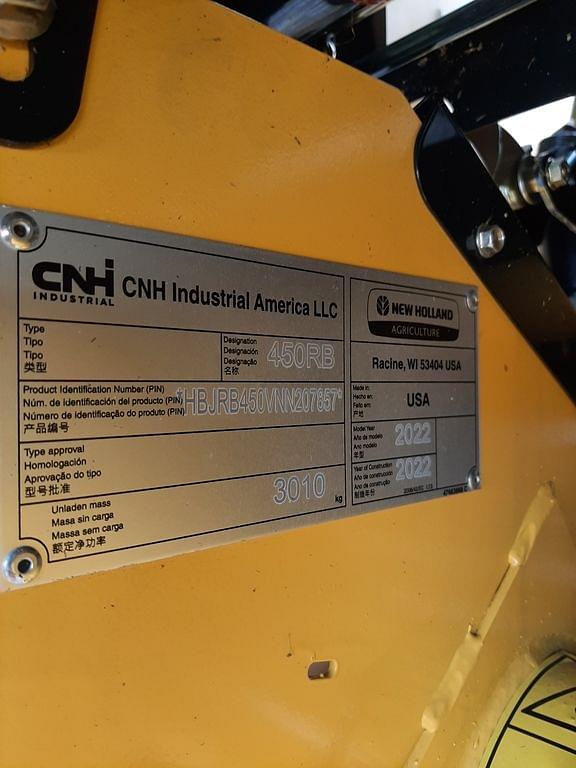 CNH INDUSTRIAL CNH Industrial America LLC
NEW HOLLAND
AGRICULTURE
Racine, WI 53404 USA
Type
Tipo
Tipo
类型
Designation
Designación
Designação
名称
450RB
Product Identification Number (PIN)
Núm. de identificación del producto (PIN)
Número de identificação do produto (PIN)
产品编号
*HBJRB450VNN207657*
Made in:
Hecho en:
Feito em:
产地
USA
Type approval
Homologación
Aprovação do tipo
型号批准
Model Year
Año de modelo
Ano do modelo
年型
2022
Unladen mass
Masa sin carga
Massa sem carga
额定净功率
3010 kg
Year of Construction
Año de construcción
Ano de construção
制造年份
2022